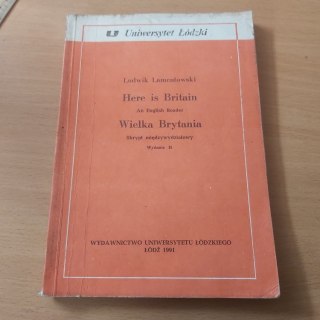 Uniwersytet Łódzki
Ludwik
Here is Britain
An English Reader
Wielka Brytania
Skrypt międzywydziałowy
Wydanie II
WYDAWNICTWO UNIWERSYTETU ŁÓDZKIEGO
ŁÓDŹ 1991